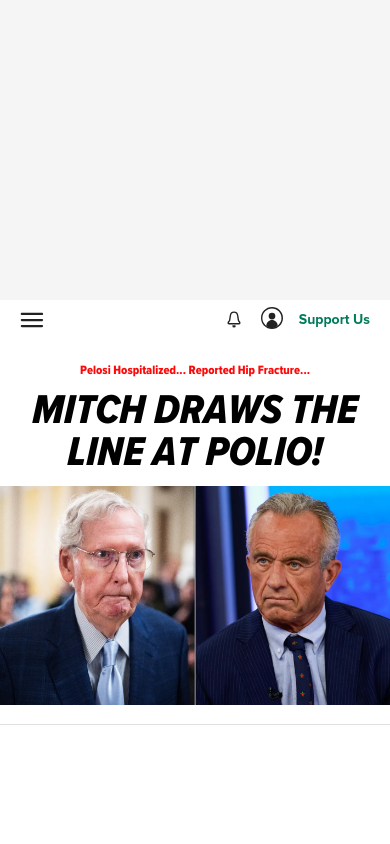 Support Us
Pelosi Hospitalized... Reported Hip Fracture...
MITCH DRAWS THE
LINE AT POLIO!